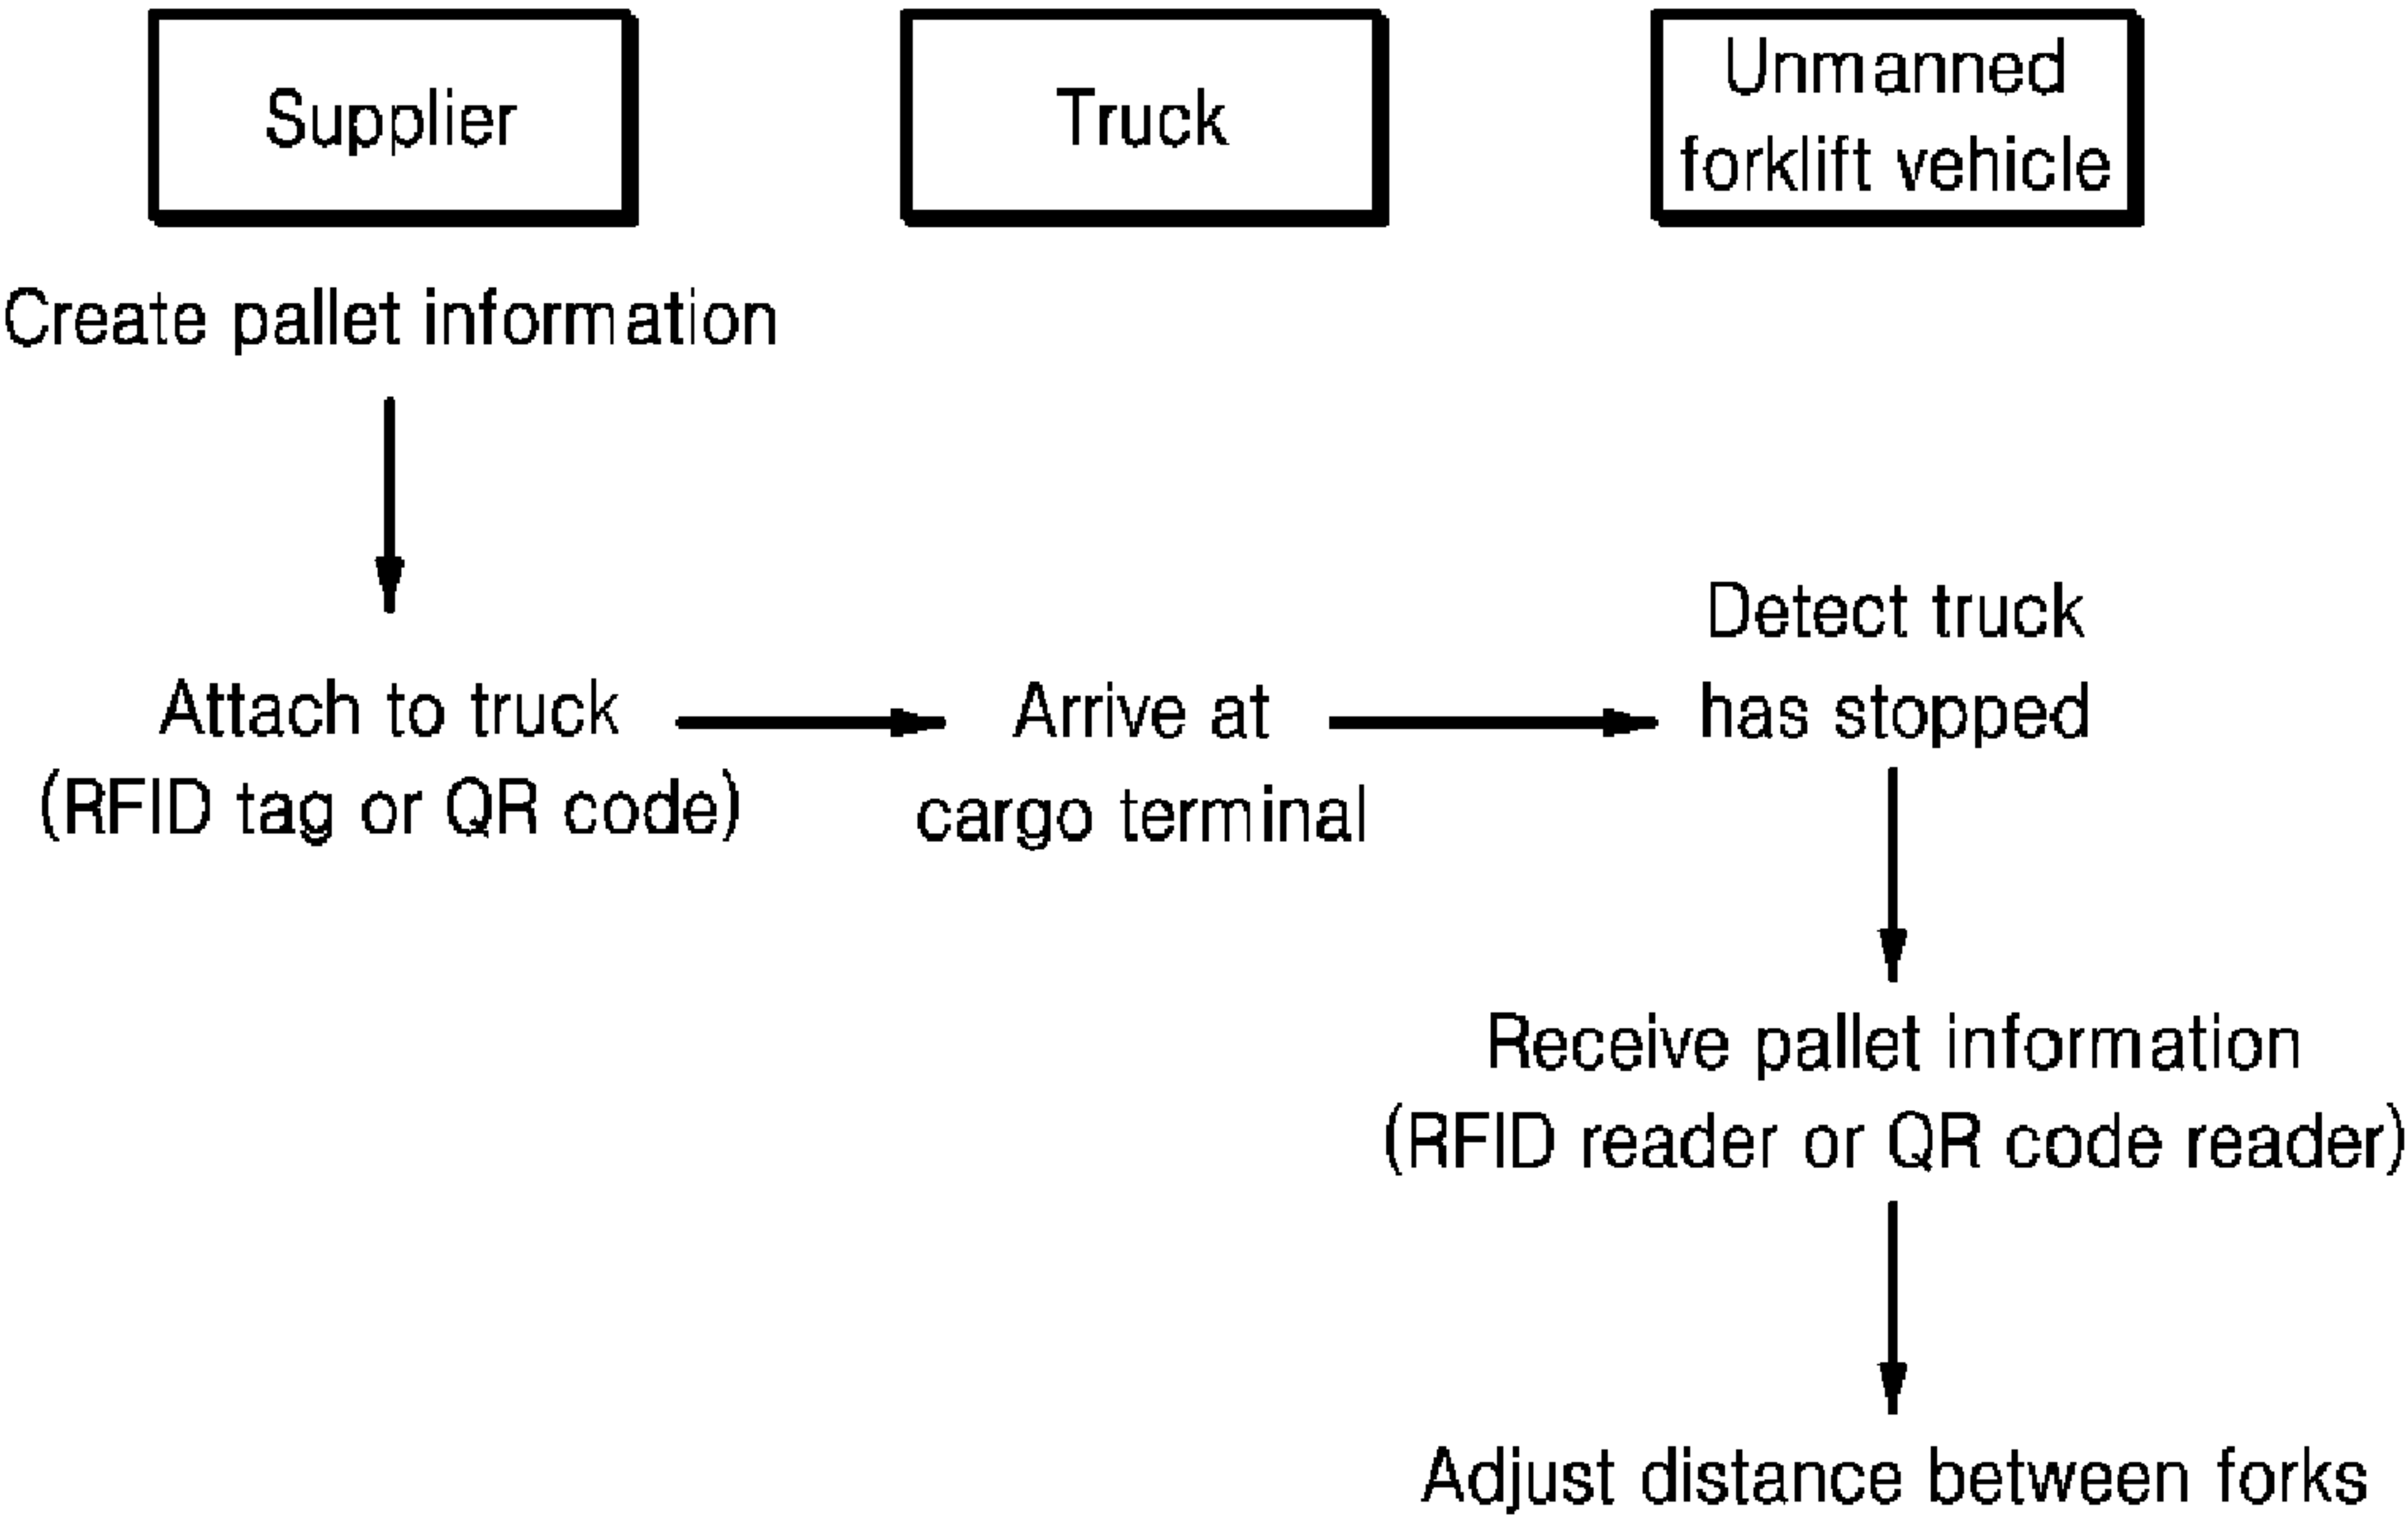 Supplier
Truck
Unmanned
forklift vehicle
Create pallet information
Attach to truck
(RFID tag or QR code)
Arrive at
cargo terminal
Detect truck
has stopped
Receive pallet information
(RFID reader or QR code reader)
Adjust distance between forks